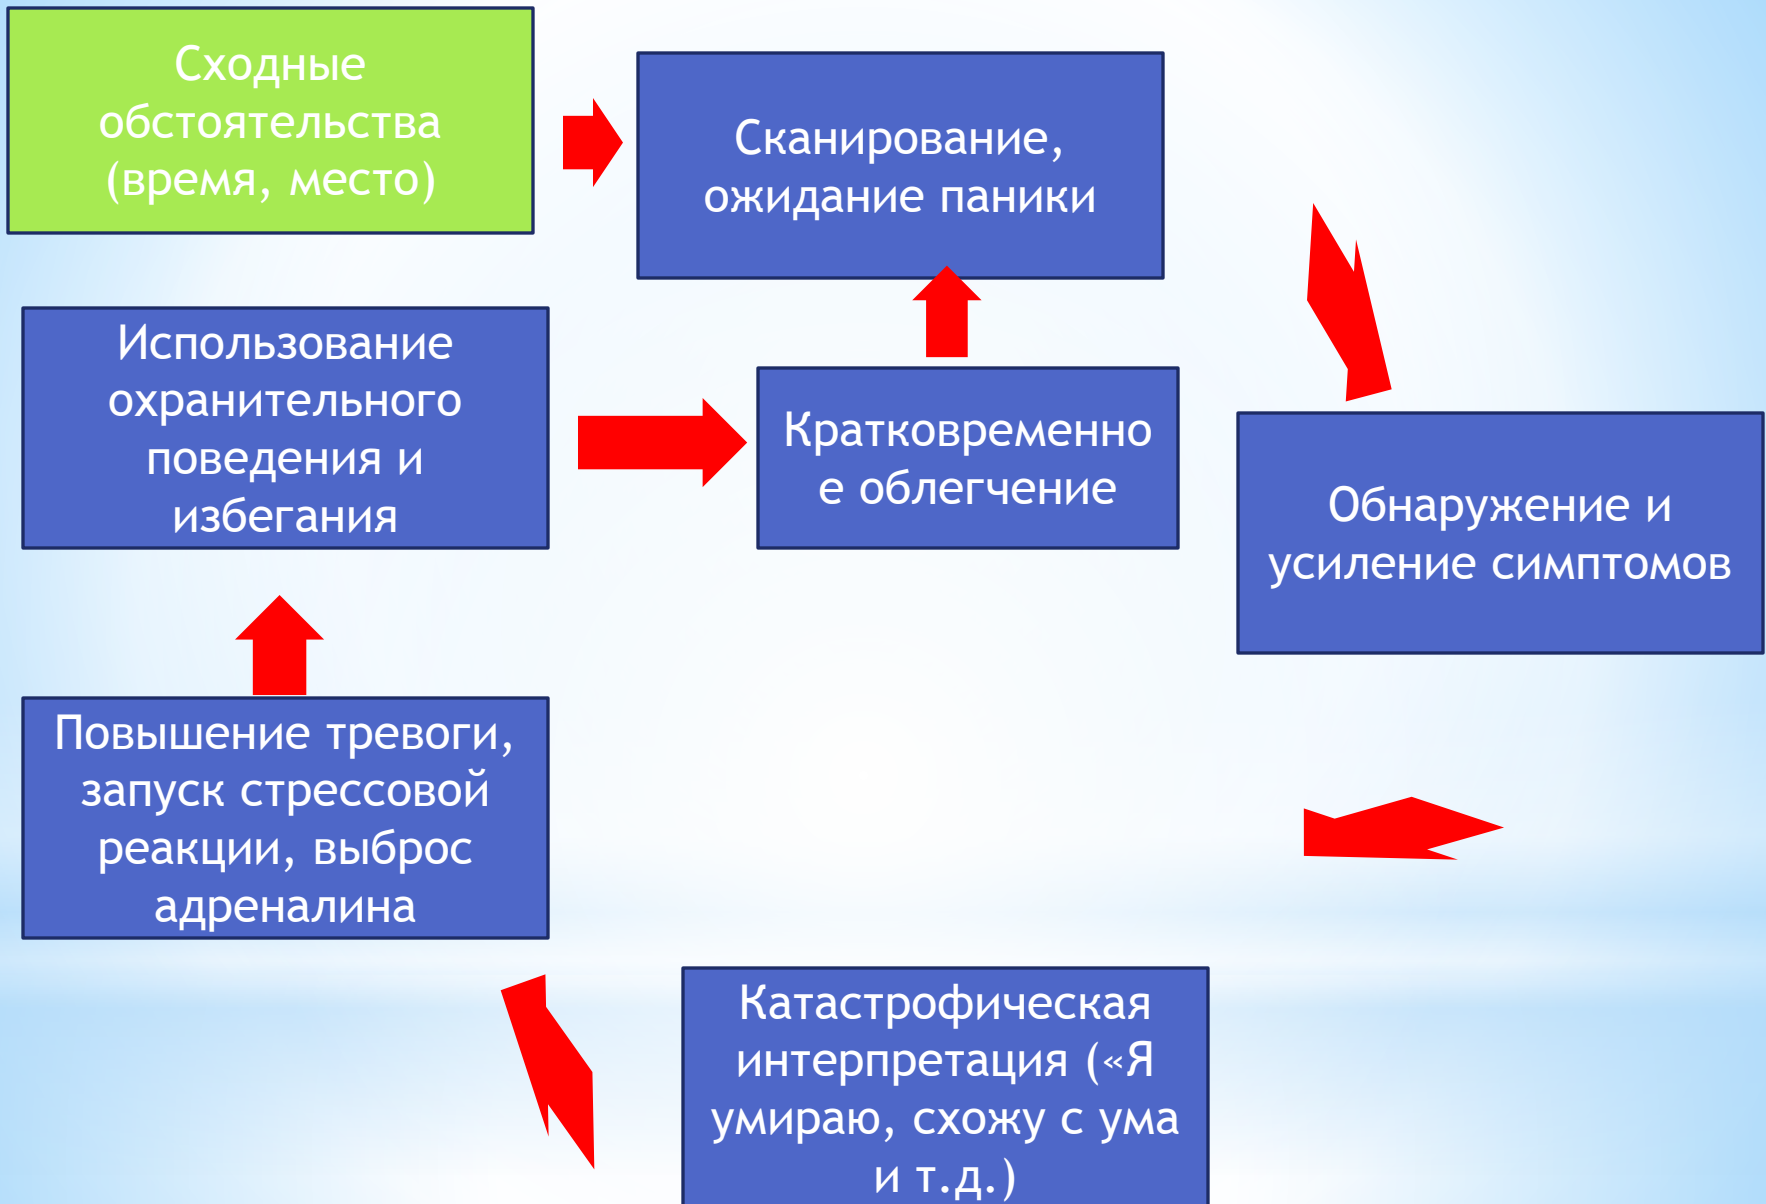 Сходные
обстоятельства
(время, место)
Сканирование,
ожидание паники
Использование
охранительного
поведения и
избегания
Кратковременно
е облегчение
Обнаружение и
усиление симптомов
Повышение тревоги,
запуск стрессовой
реакции, выброс
адреналина
Катастрофическая
интерпретация («Я
умираю, схожу с ума
и т.д.)